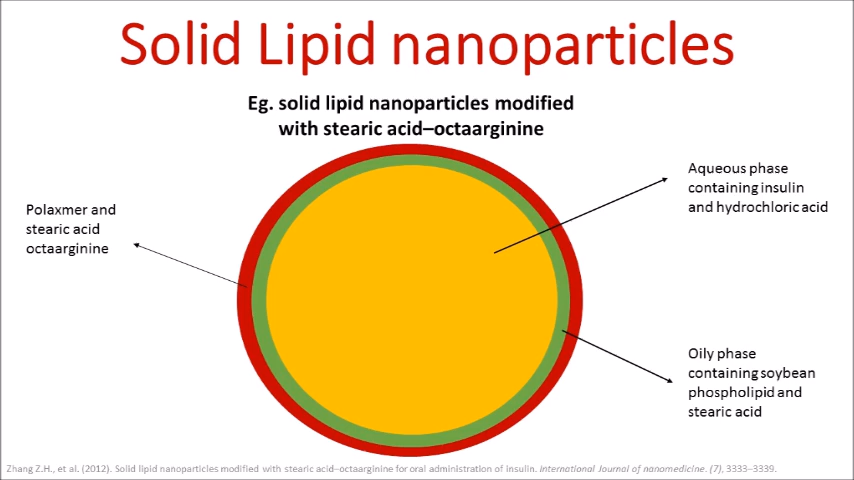 Solid Lipid nanoparticles
Eg. solid lipid nanoparticles modified
with stearic acid–octaarginine
Aqueous phase
containing insulin
and hydrochloric acid
Polaxmer and
stearic acid
octaarginine
Oily phase
containing soybean
phospholipid and
stearic acid
Zhang Z.H., et al. (2012). Solid lipid nanoparticles modified with stearic acid–octaarginine for oral administration of insulin. International Journal of nanomedicine. (7), 3333–3339.